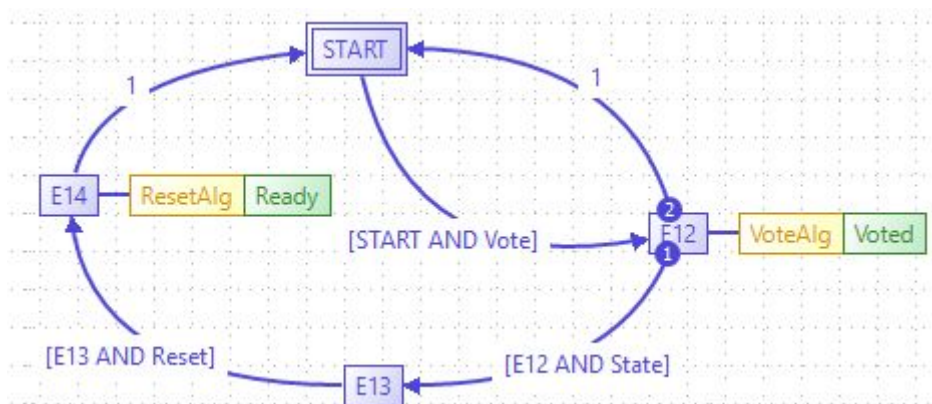 START
1
1
E14
ResetAlg
Ready
2
[START AND Vote]
E12
1
VoteAlg
Voted
[E13 AND Reset]
[E12 AND State]
E13